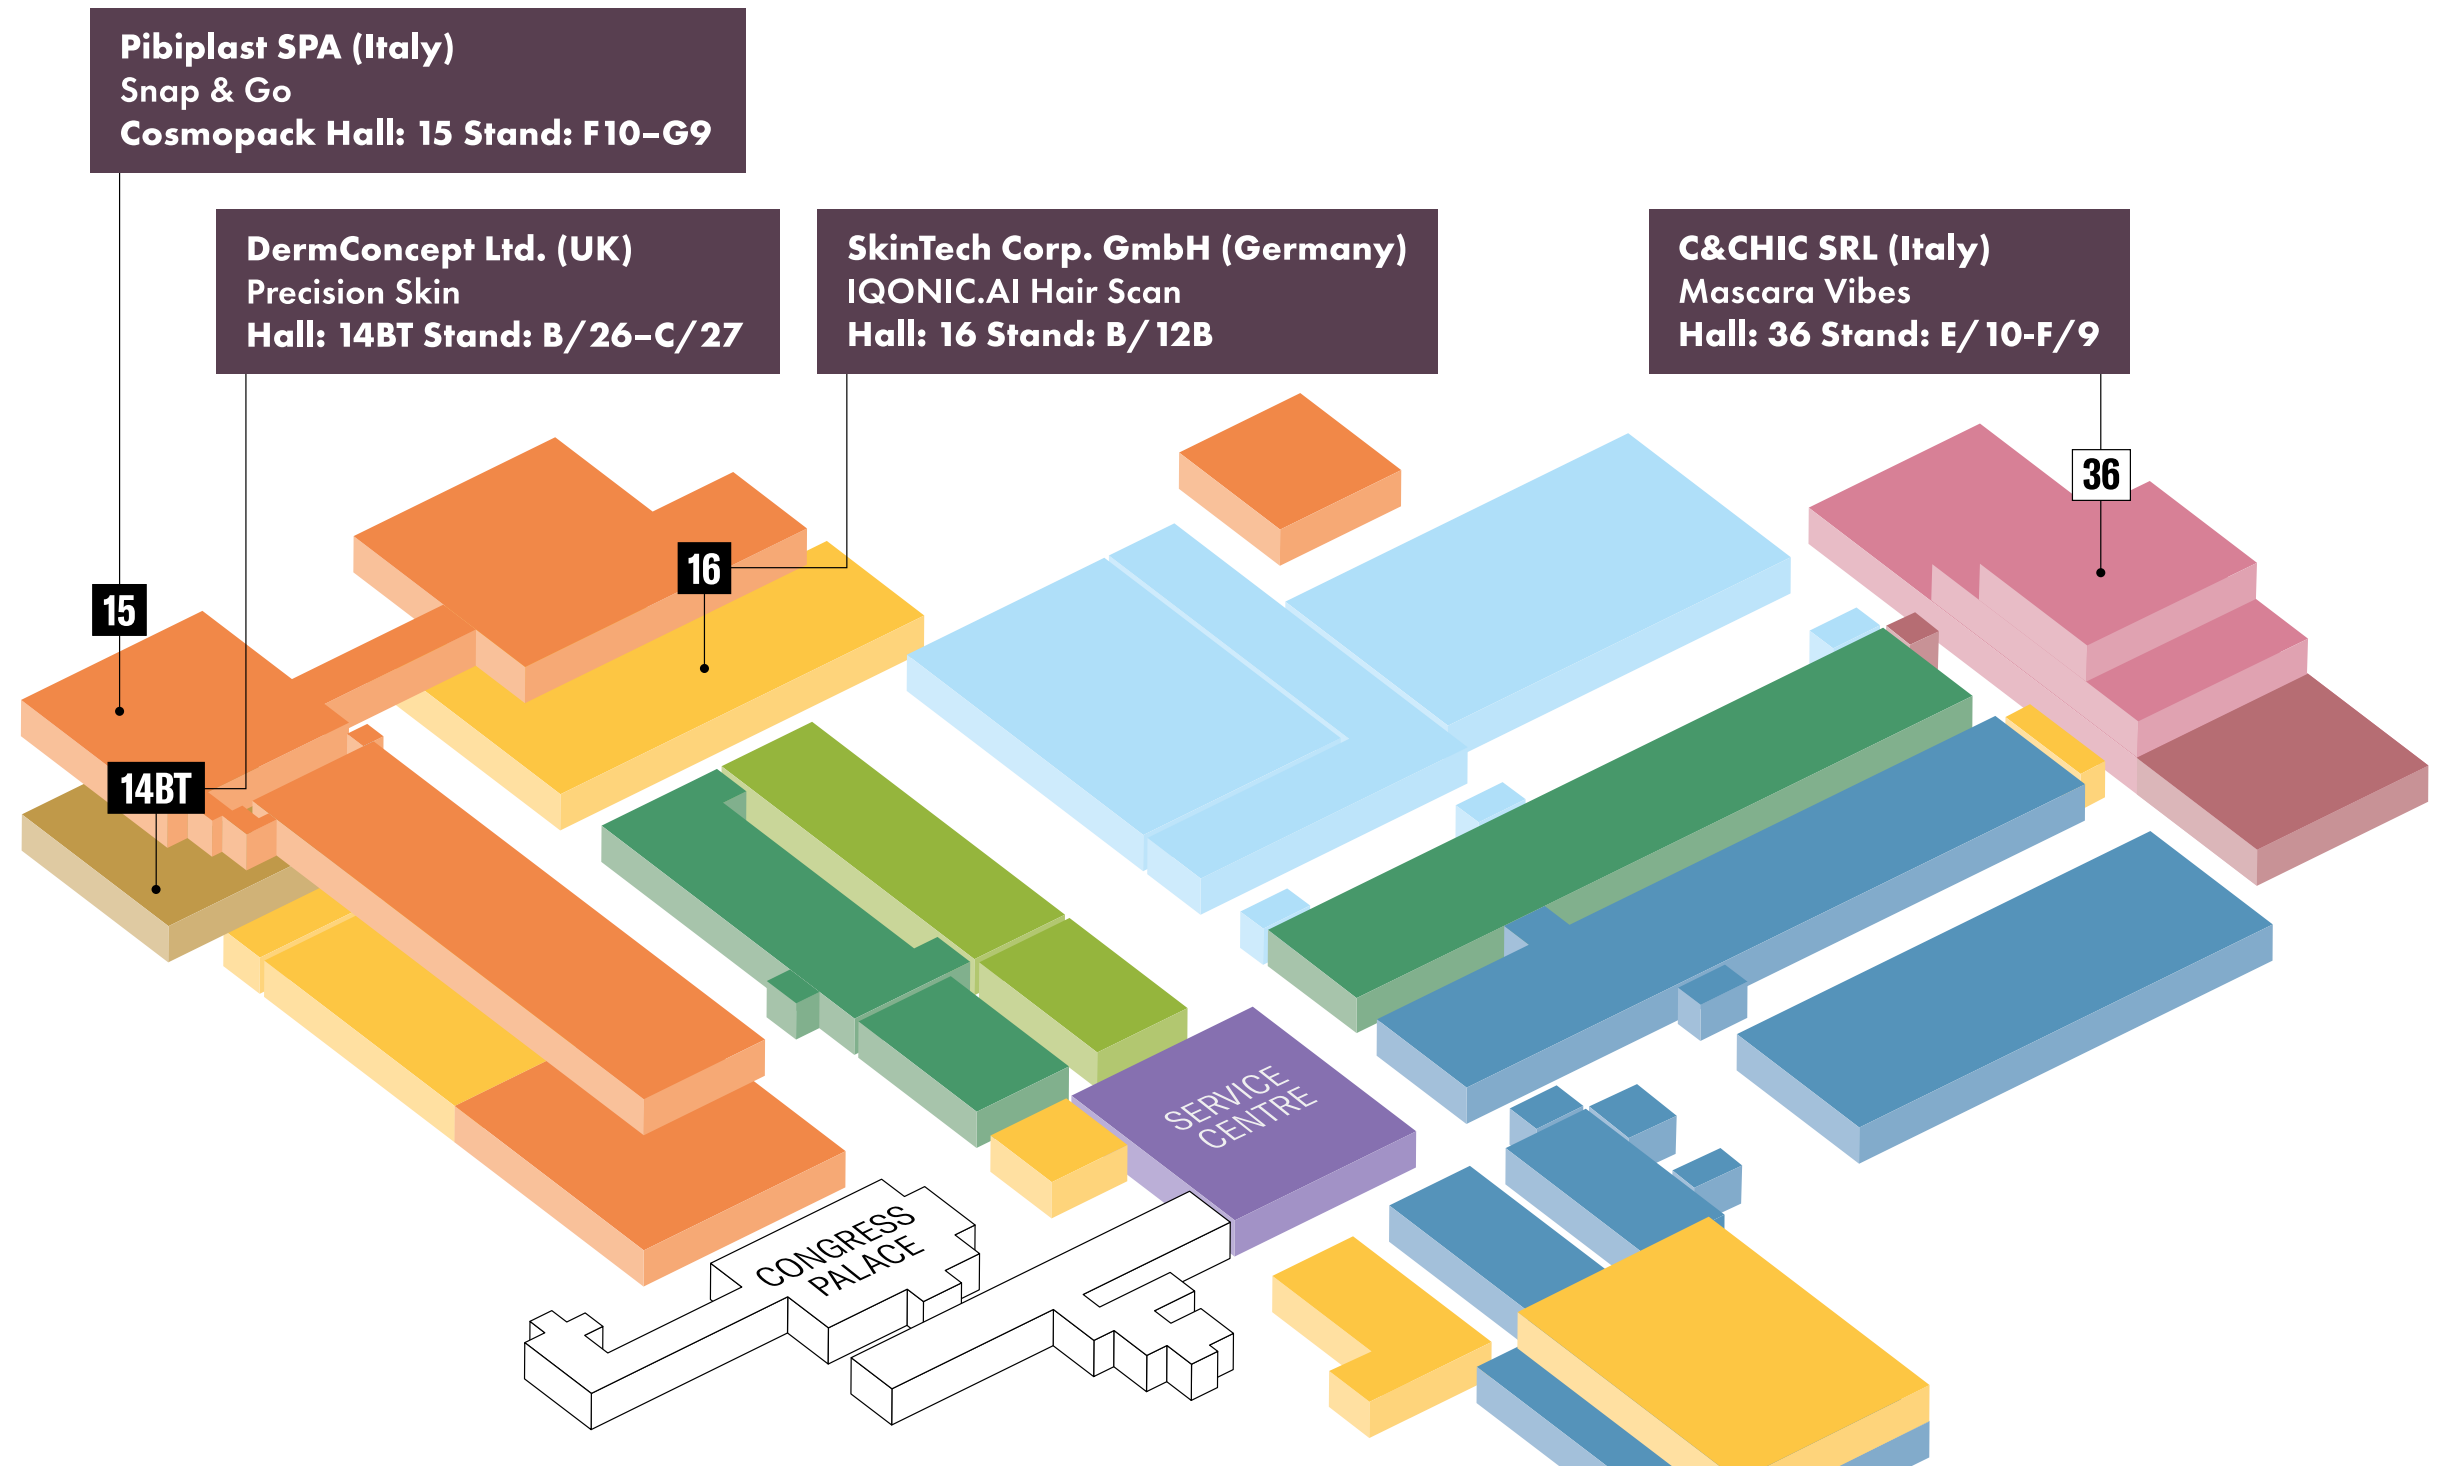 Pibiplast SPA (Italy)
Snap & Go
Cosmopack Hall: 15 Stand: F10–G9
DermConcept Ltd. (UK)
Precision Skin
Hall: 14BT Stand: B/26–C/27
SkinTech Corp. GmbH (Germany)
IQONIC.AI Hair Scan
Hall: 16 Stand: B/12B
C&CHIC SRL (Italy)
Mascara Vibes
Hall: 36 Stand: E/10-F/9
36
16
15
14BT
SERVICE
CENTRE
CONGRESS
PALACE